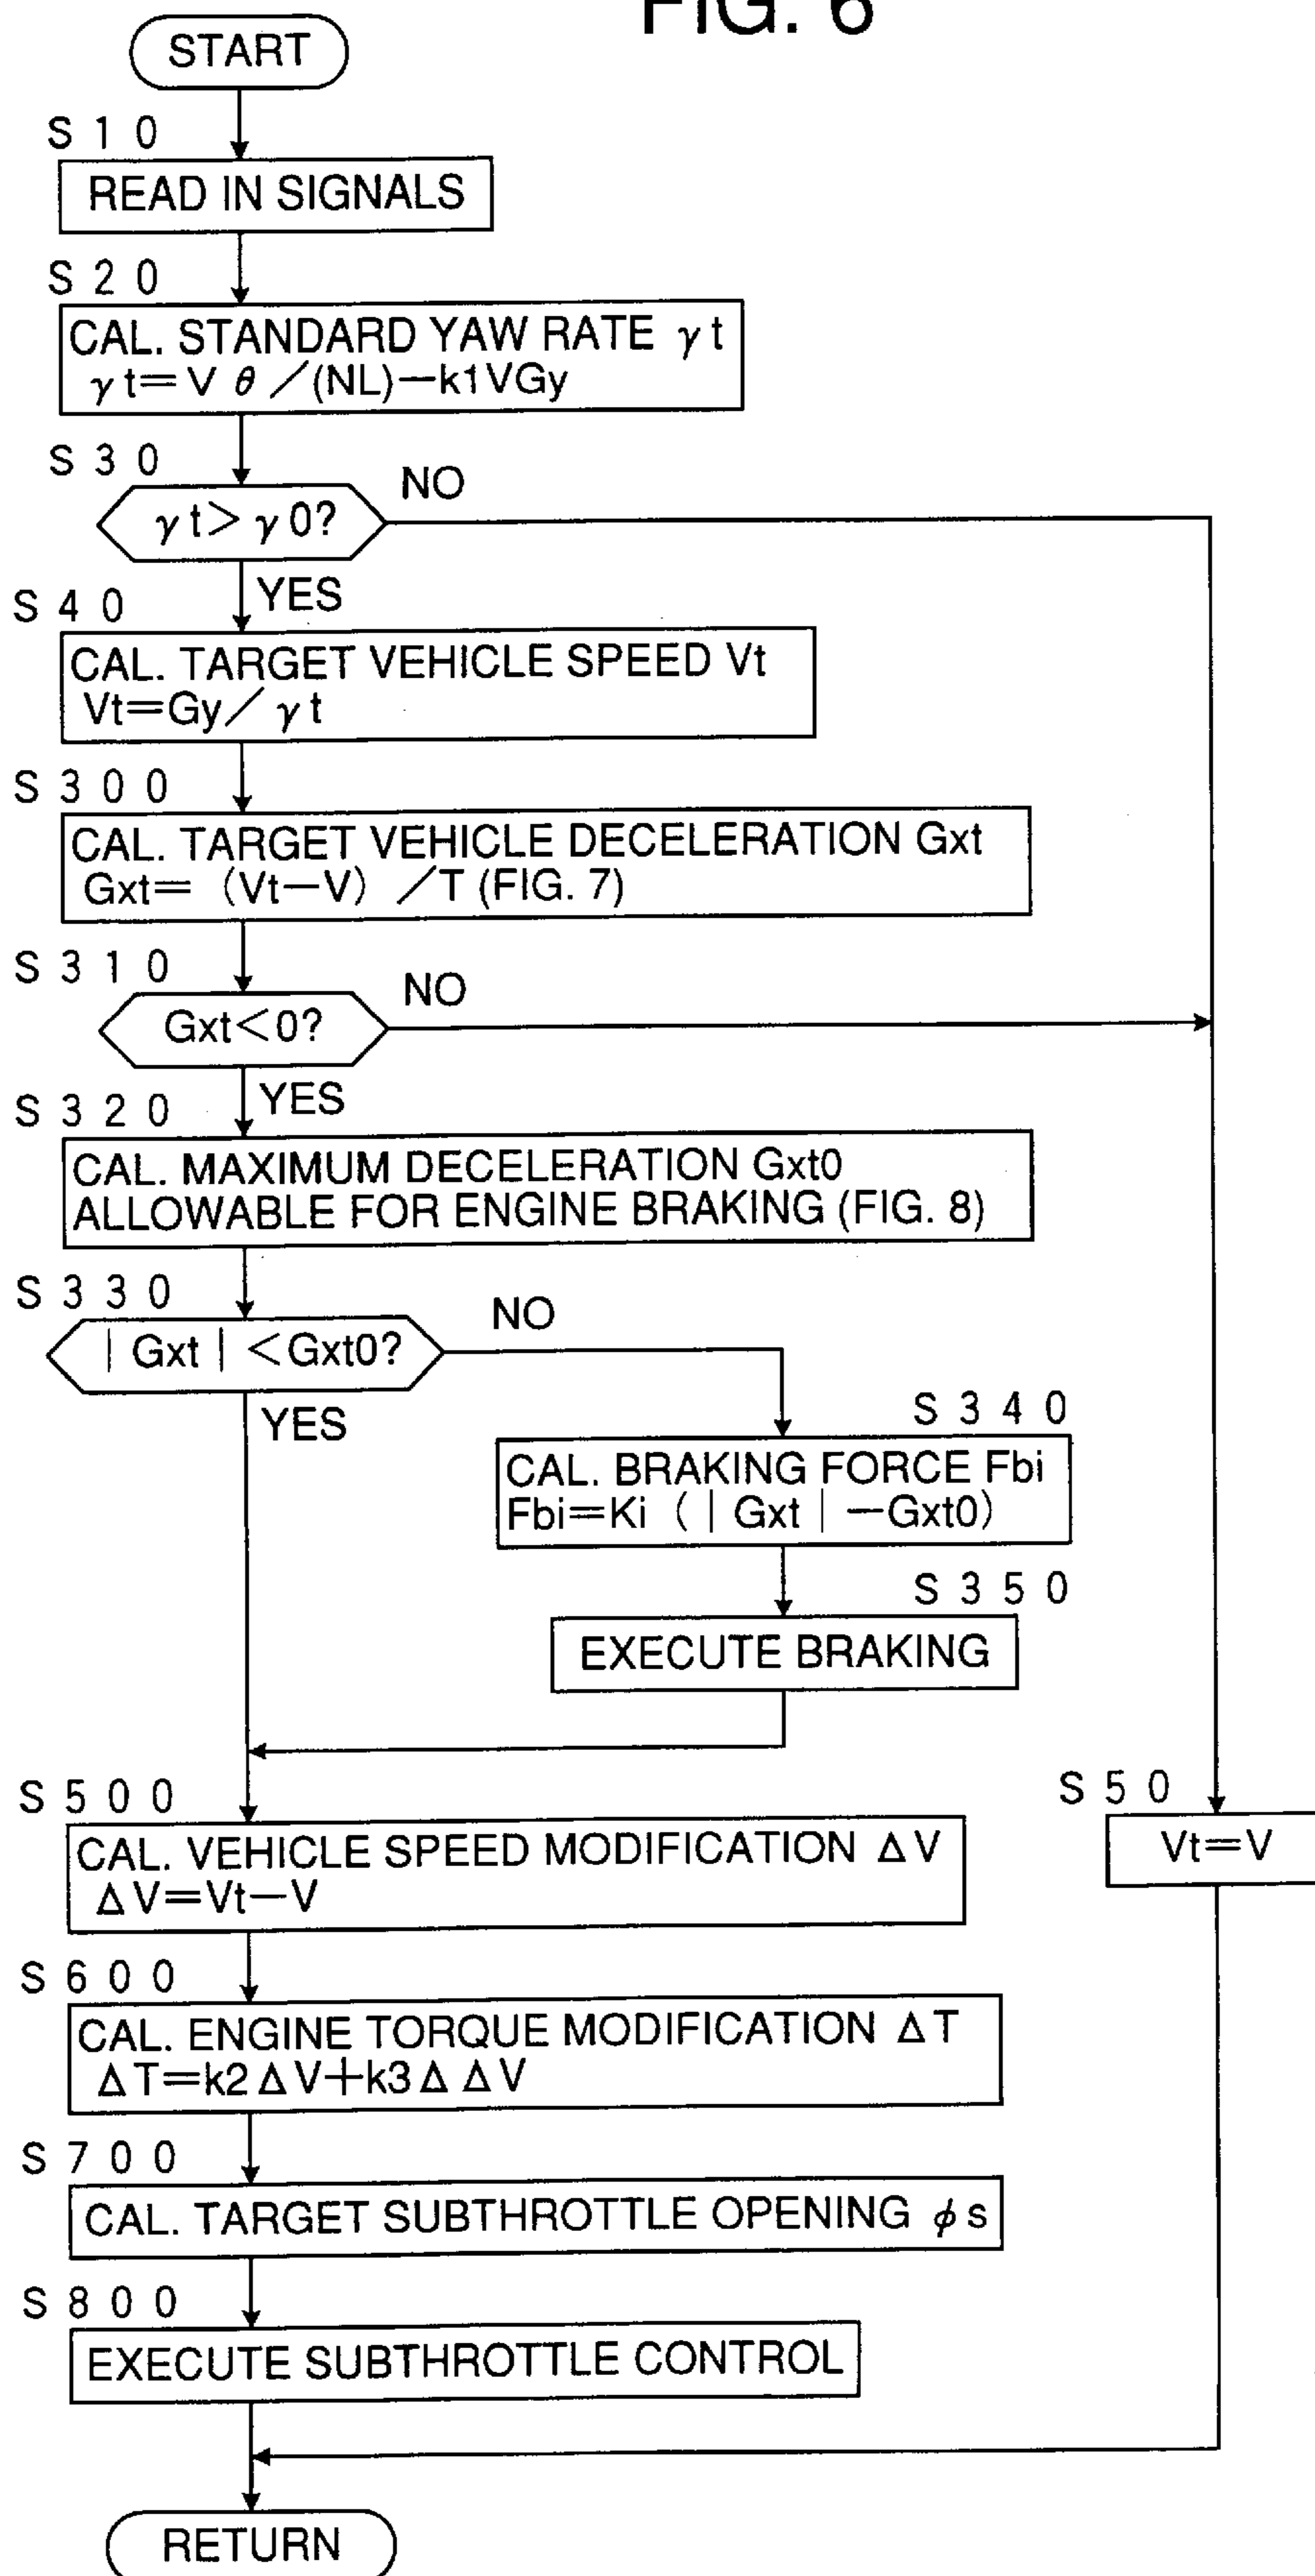 FIG. 6
START
S10
READ IN SIGNALS
S20
CAL. STANDARD YAW RATE γt
γt=Vθ/(NL)−k1VGy
S30
γt>γ0?
NO
YES
S40
CAL. TARGET VEHICLE SPEED Vt
Vt=Gy/γt
S300
CAL. TARGET VEHICLE DECELERATION Gxt
Gxt= (Vt−V) /T (FIG. 7)
S310
Gxt<0?
NO
YES
S320
CAL. MAXIMUM DECELERATION Gxt0
ALLOWABLE FOR ENGINE BRAKING (FIG. 8)
S330
|Gxt| <Gxt0?
NO
YES
S340
CAL. BRAKING FORCE Fbi
Fbi=Ki (|Gxt| −Gxt0)
S350
EXECUTE BRAKING
S500
CAL. VEHICLE SPEED MODIFICATION ΔV
ΔV=Vt−V
S50
Vt=V
S600
CAL. ENGINE TORQUE MODIFICATION ΔT
ΔT=k2ΔV+k3ΔΔV
S700
CAL. TARGET SUBTHROTTLE OPENING φs
S800
EXECUTE SUBTHROTTLE CONTROL
RETURN